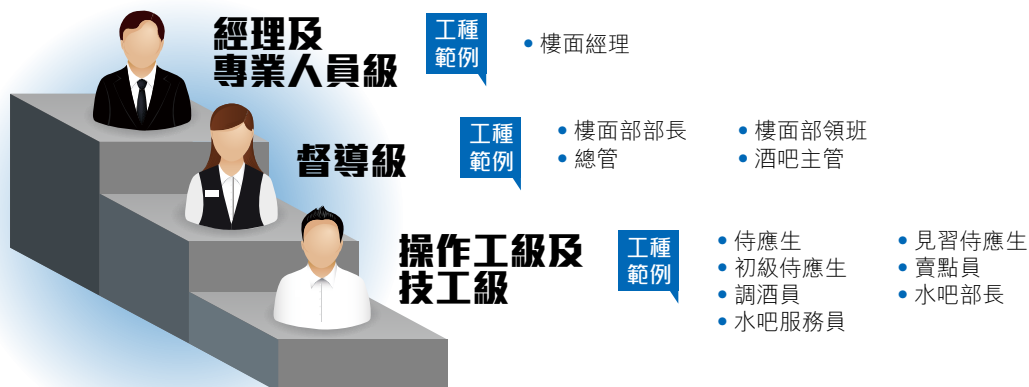 經理及
專業人員級
工種
範例
• 樓面經理
督導級
工種
範例
• 樓面部部長 • 樓面部領班
• 總管 • 酒吧主管
操作工級及
技工級
工種
範例
• 侍應生 • 見習侍應生
• 初級侍應生 • 賣點員
• 調酒員 • 水吧部長
• 水吧服務員